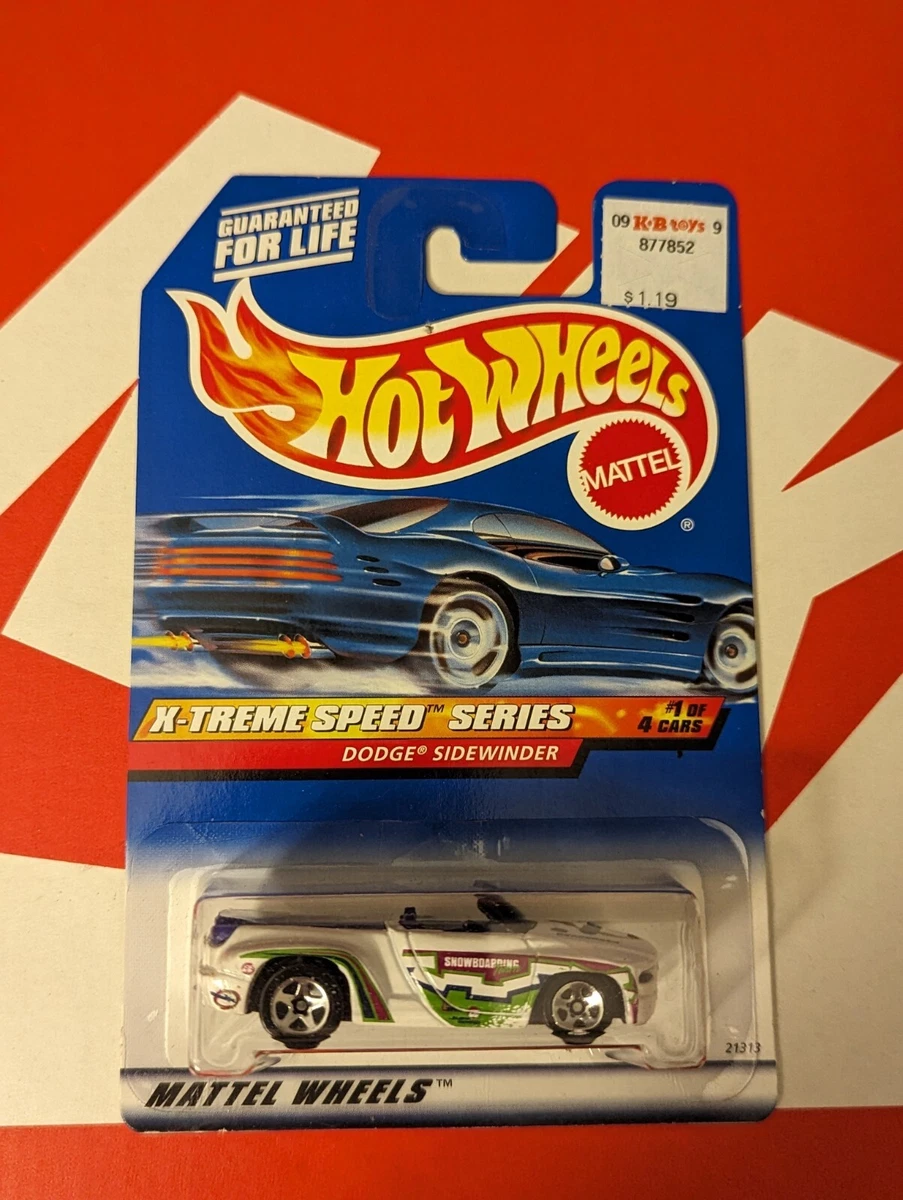 GUARANTEED
FOR LIFE
09 K·B toys 9
877852
$1.19
HOT WHEELS
MATTEL
®
X-TREME SPEED™ SERIES
#1 OF
4 CARS
DODGE® SIDEWINDER
SNOWBOARDING
21313
MATTEL WHEELS™